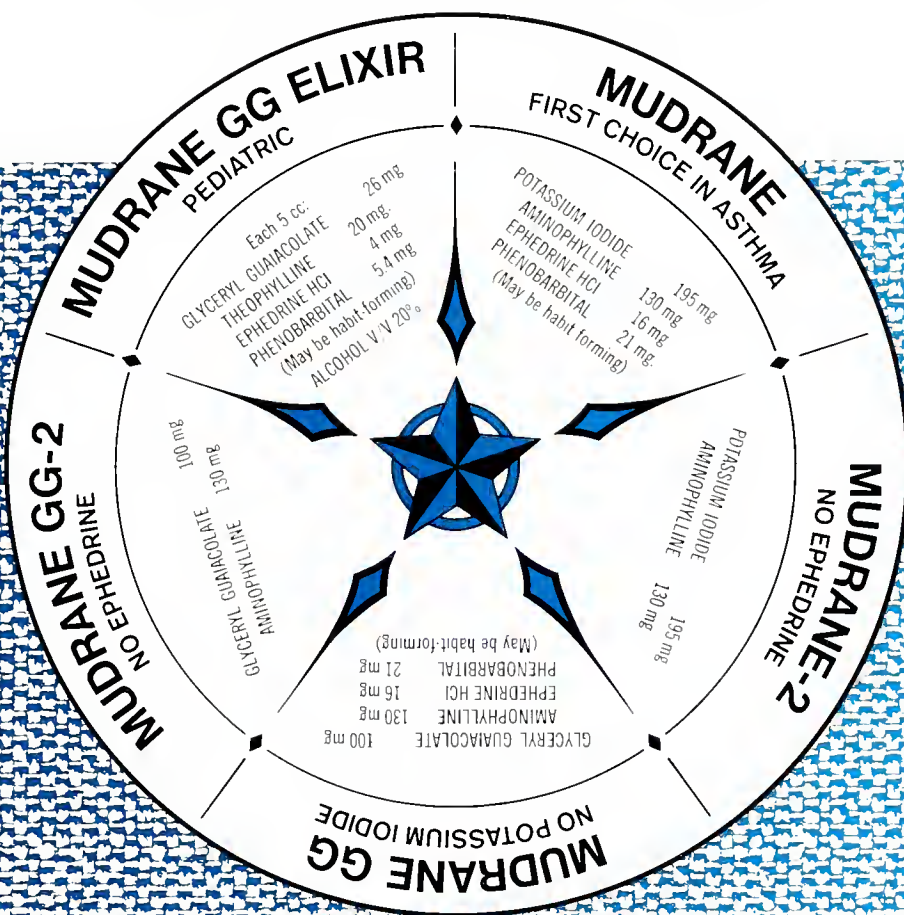 MUDRANE
FIRST CHOICE IN ASTHMA
POTASSIUM IODIDE 195 mg
AMINOPHYLLINE 130 mg
EPHEDRINE HCl 16 mg
PHENOBARBITAL 21 mg.
(May be habit forming)
MUDRANE-2
NO EPHEDRINE
POTASSIUM IODIDE 195 mg
AMINOPHYLLINE 130 mg
MUDRANE GG
NO POTASSIUM IODIDE
GLYCERYL GUAIACOLATE 100 mg
AMINOPHYLLINE 130 mg
EPHEDRINE HCl 16 mg
PHENOBARBITAL 21 mg
(May be habit-forming)
MUDRANE GG-2
NO EPHEDRINE
GLYCERYL GUAIACOLATE 100 mg
AMINOPHYLLINE 130 mg
MUDRANE GG ELIXIR
PEDIATRIC
Each 5 cc:
GLYCERYL GUAIACOLATE 26 mg
THEOPHYLLINE 20 mg.
EPHEDRINE HCl 4 mg
PHENOBARBITAL 5.4 mg
(May be habit-forming)
ALCOHOL V/V 20%